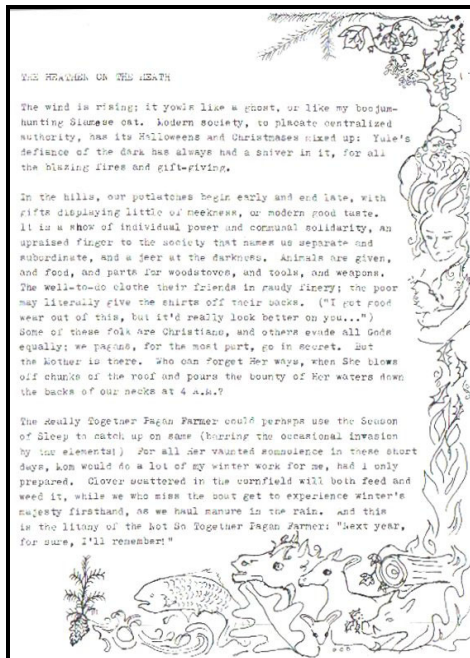 THE HEATHEN ON THE HEATH
The wind is rising; it yowls like a ghost, or like my boojum-
hunting Siamese cat. Modern society, to placate centralized
authority, has its Halloweens and Christmases mixed up: Yule's
defiance of the dark has always had a shiver in it, for all
the blazing fires and gift-giving.
In the hills, our potlatches begin early and end late, with
gifts displaying little of meekness, or modern good taste.
It is a show of individual power and communal solidarity, an
upraised finger to the society that names us separate and
subordinate, and a jeer at the darkness. Animals are given,
and food, and parts for woodstoves, and tools, and weapons.
The well-to-do clothe their friends in gaudy finery; the poor
may literally give the shirts off their backs. ("I got good
wear out of this, but it'd really look better on you...")
Some of these folk are Christians, and others evade all Gods
equally; we pagans, for the most part, go in secret. But
the Mother is there. Who can forget Her ways, when She blows
off chunks of the roof and pours the bounty of Her waters down
the backs of our necks at 4 a.m.?
The Really Together Pagan Farmer could perhaps use the Season
of Sleep to catch up on same (barring the occasional invasion
by the elements) For all Her vaunted somnolence in these short
days, Mom would do a lot of my winter work for me, had I only
prepared. Clover scattered in the cornfield will both feed and
weed it, while we who miss the bout get to experience winter's
majesty firsthand, as we haul manure in the rain. And this
is the litany of the Not So Together Pagan Farmer: "Next year,
for sure, I'll remember!"